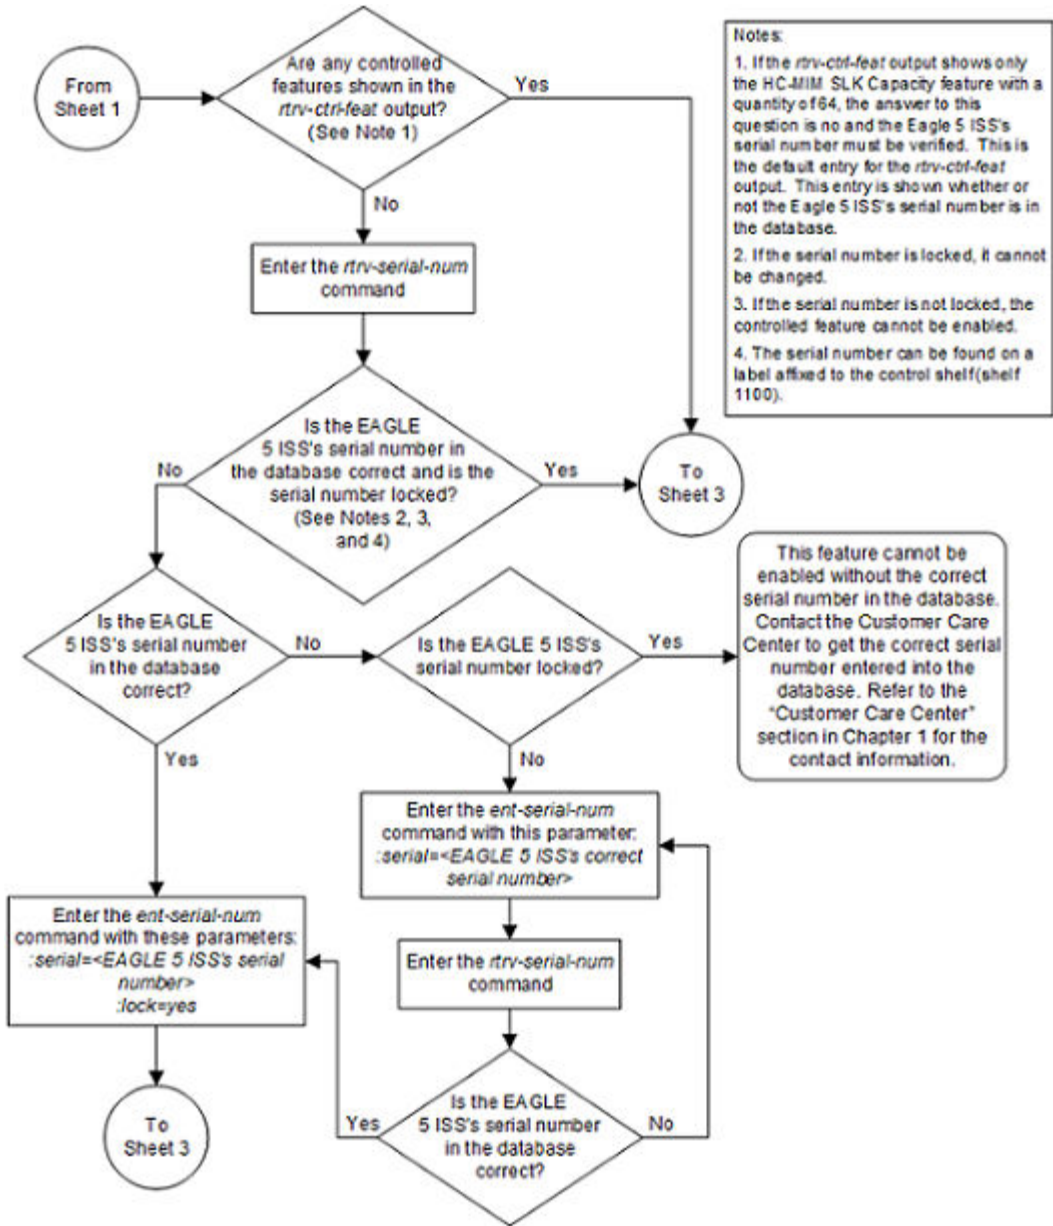 From
Sheet 1
Are any controlled
features shown in the
rtrv-ctrl-feat output?
(See Note 1)
Yes
No
Notes:
1. If the rtrv-ctrl-feat output shows only
the HC-MIM SLK Capacity feature with a
quantity of 64, the answer to this
question is no and the Eagle 5 ISS's
serial number must be verified. This is
the default entry for the rtrv-ctrl-feat
output. This entry is shown whether or
not the Eagle 5 ISS's serial number is in
the database.
2. If the serial number is locked, it cannot
be changed.
3. If the serial number is not locked, the
controlled feature cannot be enabled.
4. The serial number can be found on a
label affixed to the control shelf (shelf
1100).
Enter the rtrv-serial-num
command
Is the EAGLE
5 ISS's serial number in
the database correct and is the
serial number locked?
(See Notes 2, 3,
and 4)
No
Yes
To
Sheet 3
Is the EAGLE
5 ISS's serial number
in the database
correct?
No
Yes
Is the EAGLE 5 ISS's
serial number locked?
Yes
No
This feature cannot be
enabled without the correct
serial number in the database.
Contact the Customer Care
Center to get the correct serial
number entered into the
database. Refer to the
"Customer Care Center"
section in Chapter 1 for the
contact information.
Enter the ent-serial-num
command with this parameter:
:serial=<EAGLE 5 ISS's correct
serial number>
Enter the rtrv-serial-num
command
Is the EAGLE
5 ISS's serial number
in the database
correct?
Yes
No
Enter the ent-serial-num
command with these parameters:
:serial=<EAGLE 5 ISS's serial
number>
:lock=yes
To
Sheet 3